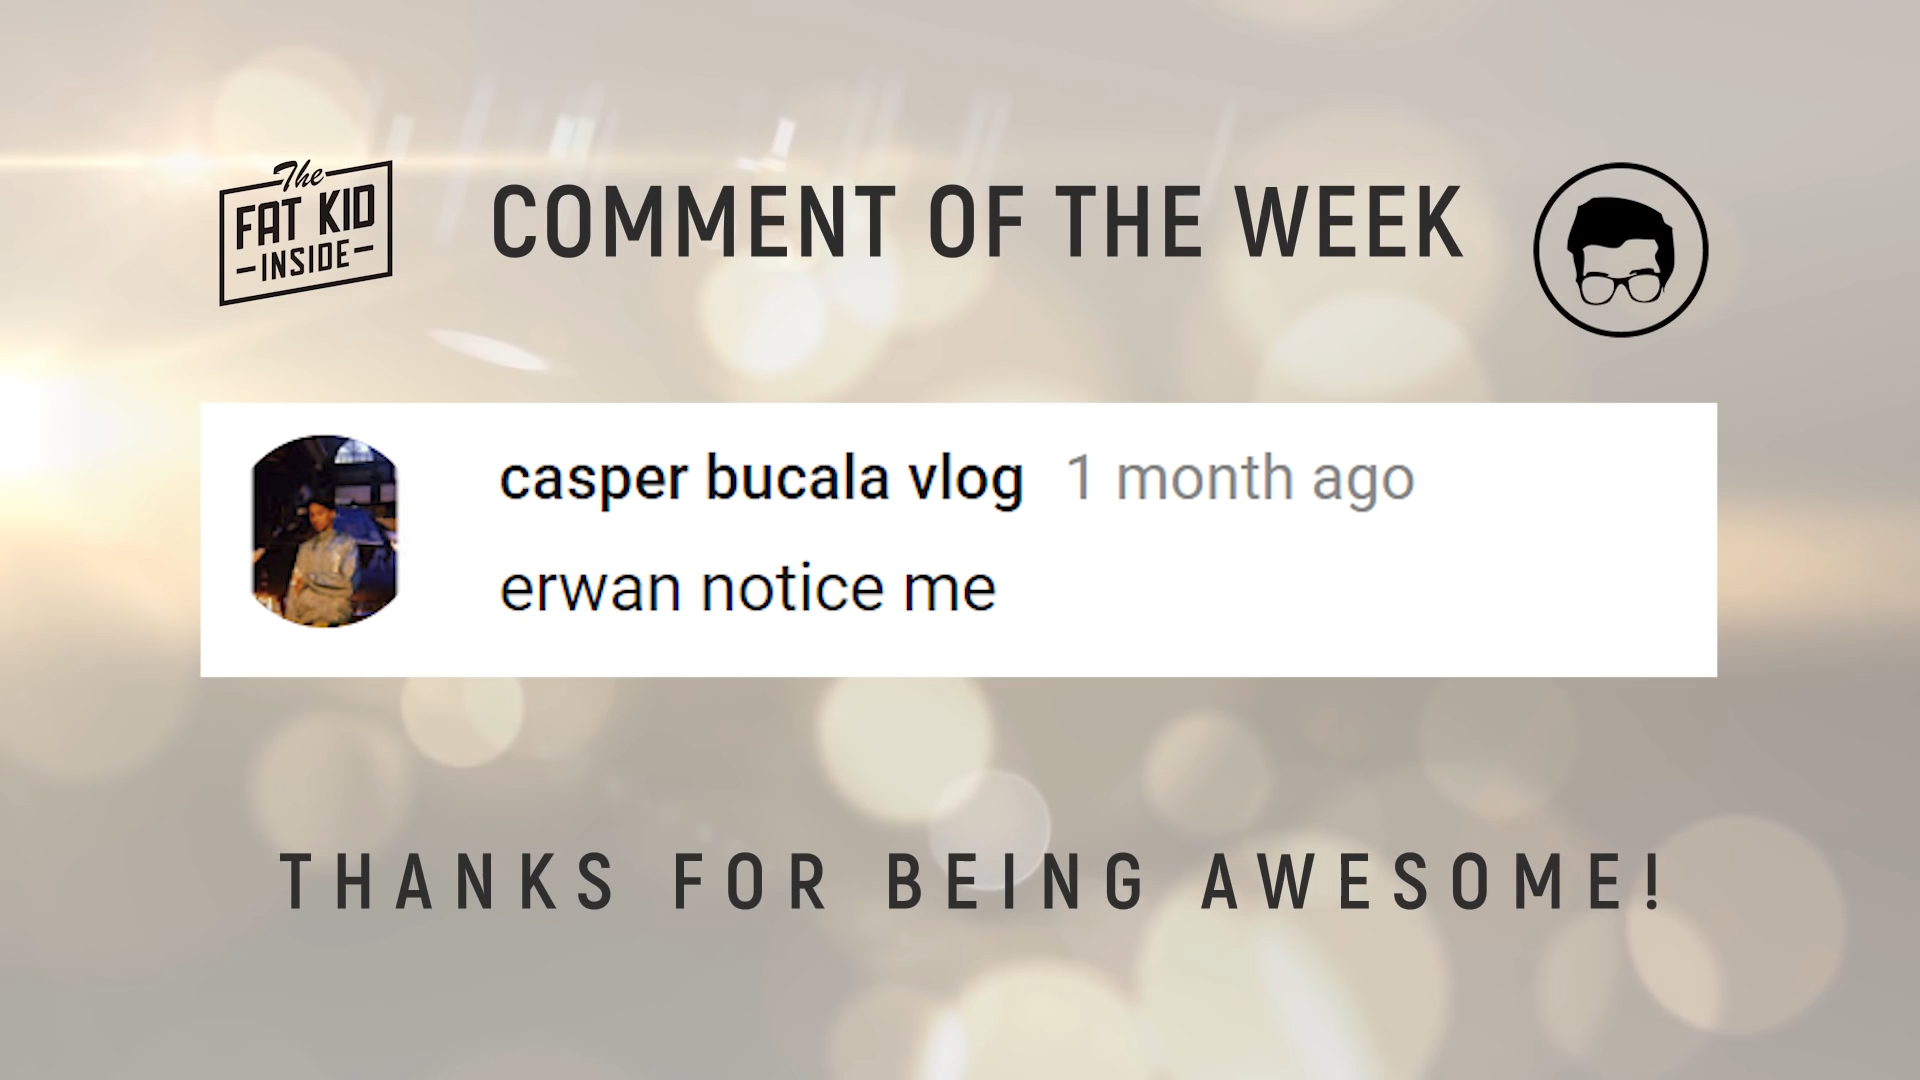 The
FAT KID
INSIDE
COMMENT OF THE WEEK
casper bucala vlog 1 month ago
erwan notice me
THANKS FOR BEING AWESOME!